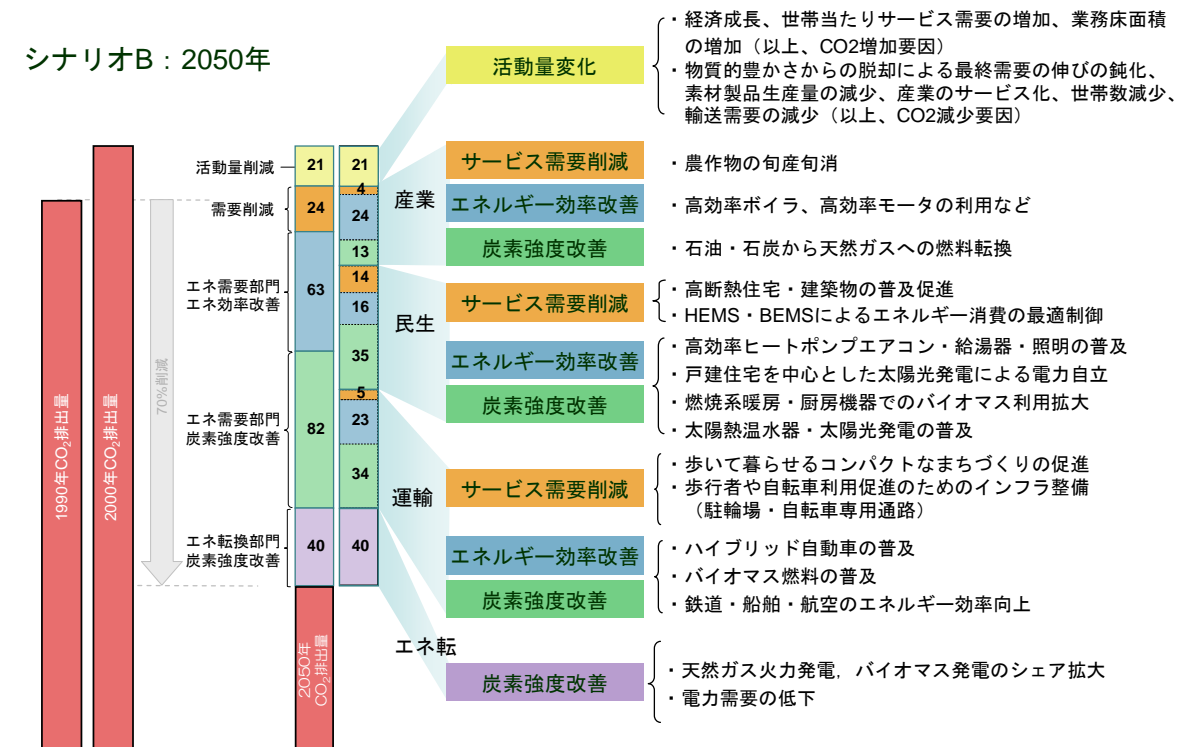 シナリオB：2050年
活動量変化
・経済成長、世帯当たりサービス需要の増加、業務床面積
の増加（以上、CO2増加要因）
・物質的豊かさからの脱却による最終需要の伸びの鈍化、
素材製品生産量の減少、産業のサービス化、世帯数減少、
輸送需要の減少（以上、CO2減少要因）
活動量削減
需要削減
エネ需要部門
エネ効率改善
エネ需要部門
炭素強度改善
エネ転換部門
炭素強度改善
1990年CO2排出量
2000年CO2排出量
70%削減
21
24
63
82
40
2050年
CO2排出量
21
4
24
13
14
16
35
5
23
34
40
産業
サービス需要削減
・農作物の旬産旬消
エネルギー効率改善
・高効率ボイラ、高効率モータの利用など
炭素強度改善
・石油・石炭から天然ガスへの燃料転換
民生
サービス需要削減
・高断熱住宅・建築物の普及促進
・HEMS・BEMSによるエネルギー消費の最適制御
エネルギー効率改善
炭素強度改善
・高効率ヒートポンプエアコン・給湯器・照明の普及
・戸建住宅を中心とした太陽光発電による電力自立
・燃焼系暖房・厨房機器でのバイオマス利用拡大
・太陽熱温水器・太陽光発電の普及
運輸
サービス需要削減
・歩いて暮らせるコンパクトなまちづくりの促進
・歩行者や自転車利用促進のためのインフラ整備
（駐輪場・自転車専用通路）
エネルギー効率改善
炭素強度改善
・ハイブリッド自動車の普及
・バイオマス燃料の普及
・鉄道・船舶・航空のエネルギー効率向上
エネ転
炭素強度改善
・天然ガス火力発電，バイオマス発電のシェア拡大
・電力需要の低下